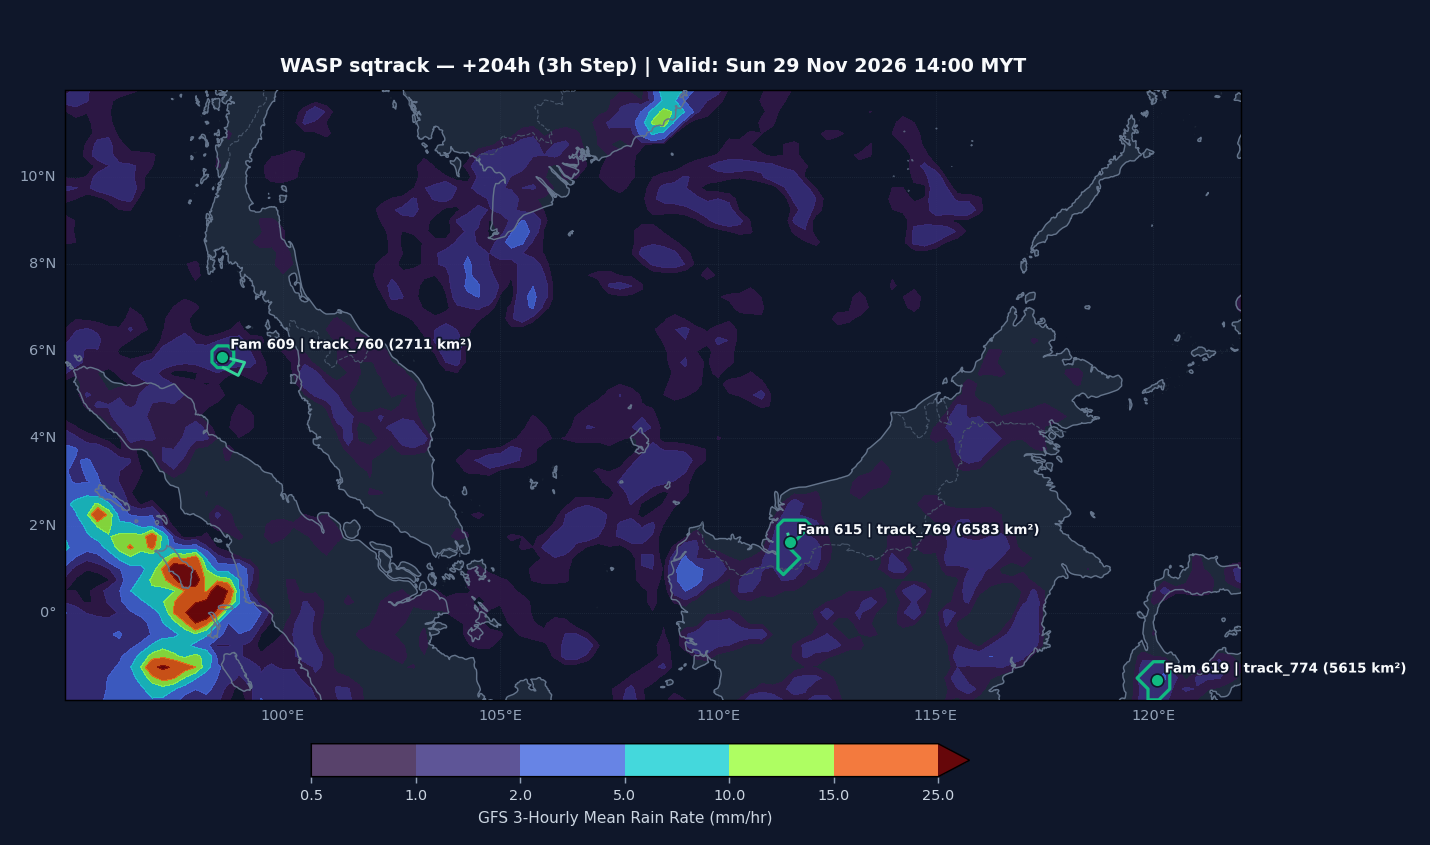 WASP sqtrack — +204h (3h Step) | Valid: Sun 29 Nov 2026 14:00 MYT
10°N
8°N
6°N
4°N
2°N
0°
Fam 609 | track_760 (2711 km²)
Fam 615 | track_769 (6583 km²)
Fam 619 | track_774 (5615 km²)
100°E 105°E 110°E 115°E 120°E
0.5 1.0 2.0 5.0 10.0 15.0 25.0
GFS 3-Hourly Mean Rain Rate (mm/hr)